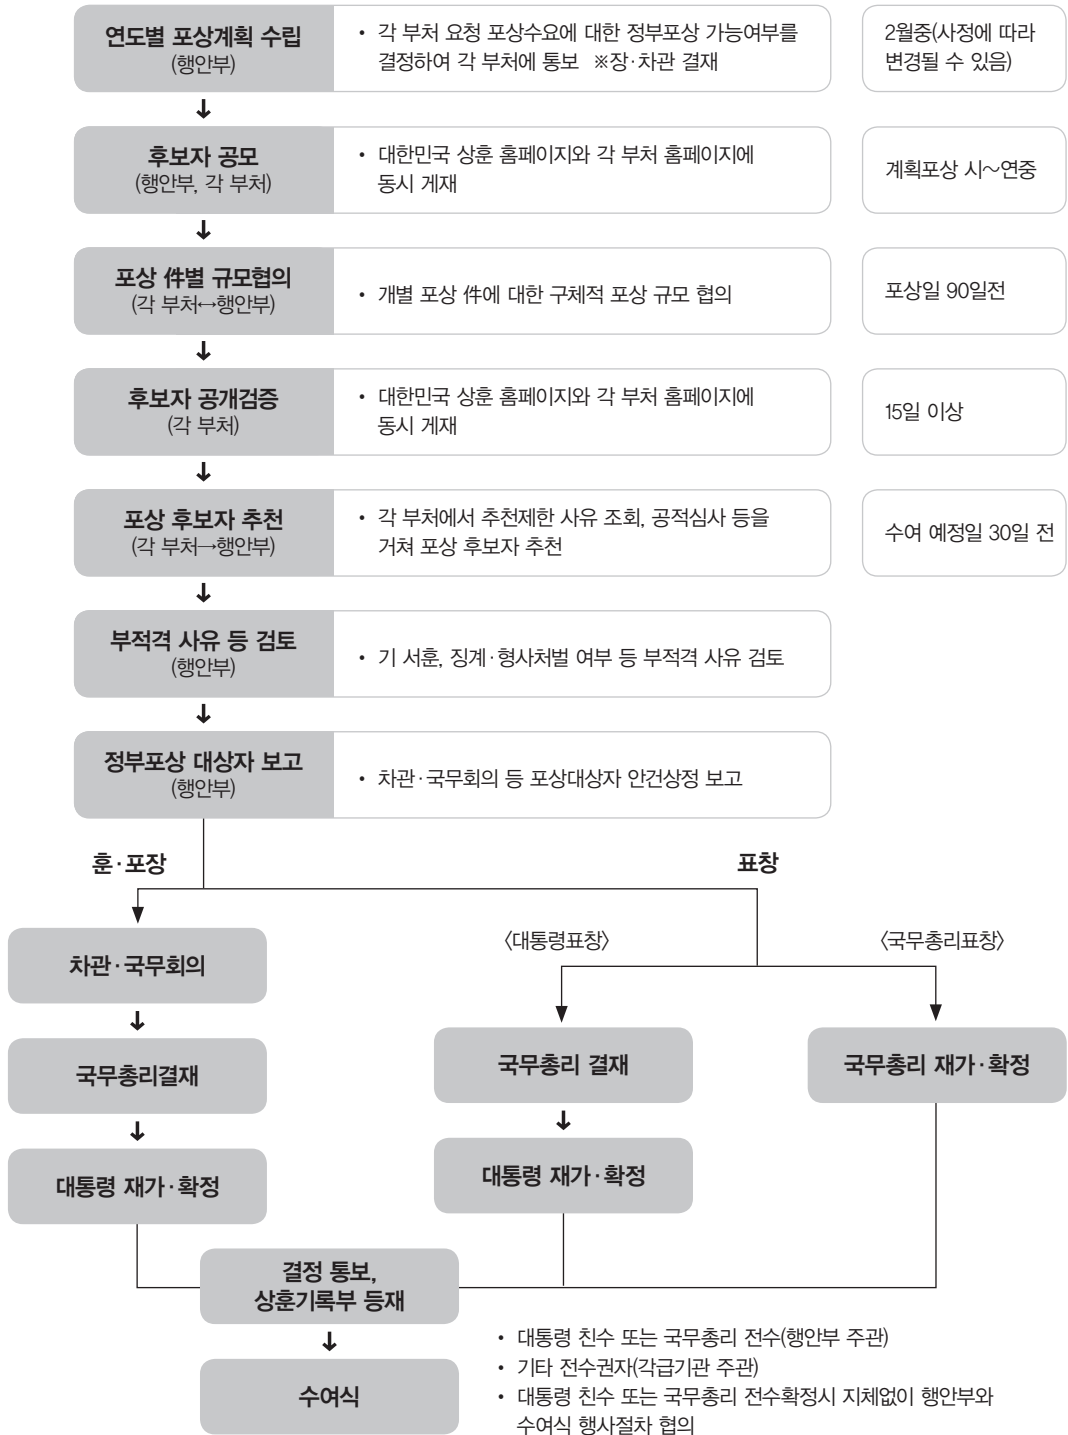 연도별 포상계획 수립
(행안부)
• 각 부처 요청 포상수요에 대한 정부포상 가능여부를
결정하여 각 부처에 통보 ※장·차관 결재
2월중(사정에 따라
변경될 수 있음)
후보자 공모
(행안부, 각 부처)
• 대한민국 상훈 홈페이지와 각 부처 홈페이지에
동시 게재
계획포상 시~연중
포상 件별 규모협의
(각 부처↔행안부)
• 개별 포상 件에 대한 구체적 포상 규모 협의
포상일 90일전
후보자 공개검증
(각 부처)
• 대한민국 상훈 홈페이지와 각 부처 홈페이지에
동시 게재
15일 이상
포상 후보자 추천
(각 부처→행안부)
• 각 부처에서 추천제한 사유 조회, 공적심사 등을
거쳐 포상 후보자 추천
수여 예정일 30일 전
부적격 사유 등 검토
(행안부)
• 기 서훈, 징계·형사처벌 여부 등 부적격 사유 검토
정부포상 대상자 보고
(행안부)
• 차관·국무회의 등 포상대상자 안건상정 보고
훈·포장
표창
차관·국무회의
국무총리결재
대통령 재가·확정
〈대통령표창〉
〈국무총리표창〉
국무총리 결재
국무총리 재가·확정
대통령 재가·확정
결정 통보,
상훈기록부 등재
수여식
• 대통령 친수 또는 국무총리 전수(행안부 주관)
• 기타 전수권자(각급기관 주관)
• 대통령 친수 또는 국무총리 전수확정시 지체없이 행안부와
수여식 행사절차 협의